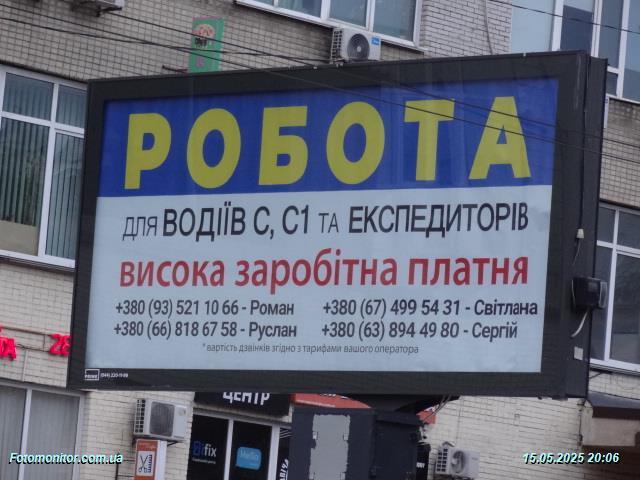 РОБОТА
для ВОДІЇВ С, С1 та ЕКСПЕДИТОРІВ
висока заробітна платня
+380 (93) 521 10 66 - Роман +380 (67) 499 54 31 - Світлана
+380 (66) 818 67 58 - Руслан +380 (63) 894 49 80 - Сергій
* вартість дзвінків згідно з тарифами вашого оператора
ЦЕНТР
Fotomonitor.com.ua
15.05.2025 20:06